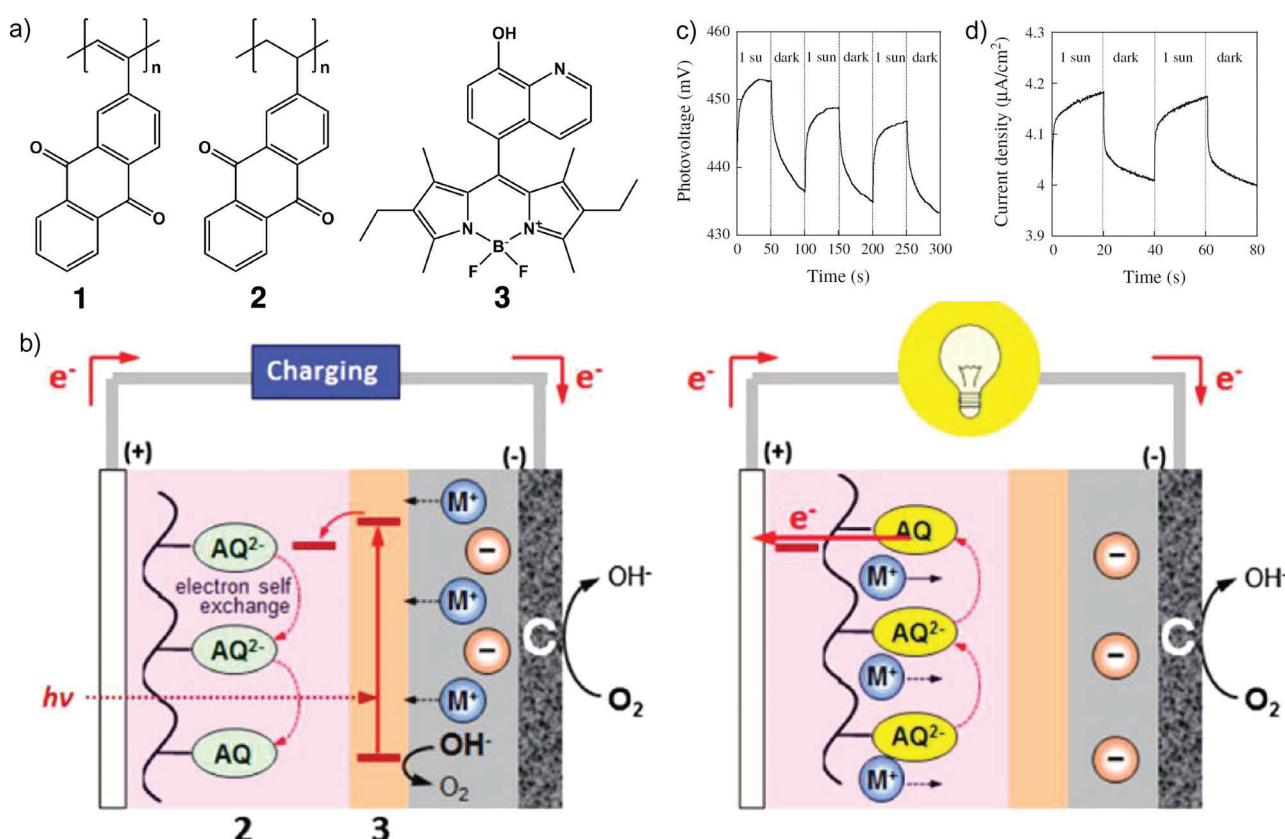 a)
n
O
O
1
n
O
O
2
OH
N
N
N+
B-
F
F
3
c)
460
450
440
430
Photovoltage (mV)
1 su
dark
1 sun
dark
1 sun
dark
0 50 100 150 200 250 300
Time (s)
d)
4.3
4.2
4.1
4
3.9
Current density (μA/cm²)
1 sun
dark
1 sun
dark
0 20 40 60 80
Time (s)
b)
e-
Charging
e-
(+)
(-)
AQ2-
electron self
exchange
AQ2-
hν
AQ
M+
-
M+
-
M+
OH-
O2
C
OH-
O2
2
3
e-
e-
(+)
(-)
e-
AQ
M+
AQ2-
M+
AQ2-
M+
-
-
-
C
OH-
O2